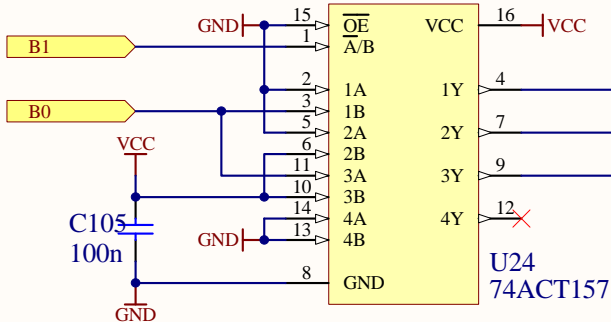 15
GND
OE
VCC
16
VCC
B1
1
A/B
2
1A
1Y
4
B0
3
1B
5
2A
2Y
7
6
2B
VCC
11
3A
3Y
9
10
3B
14
4A
4Y
12
C105
GND
13
4B
100n
8
GND
U24
GND
74ACT157